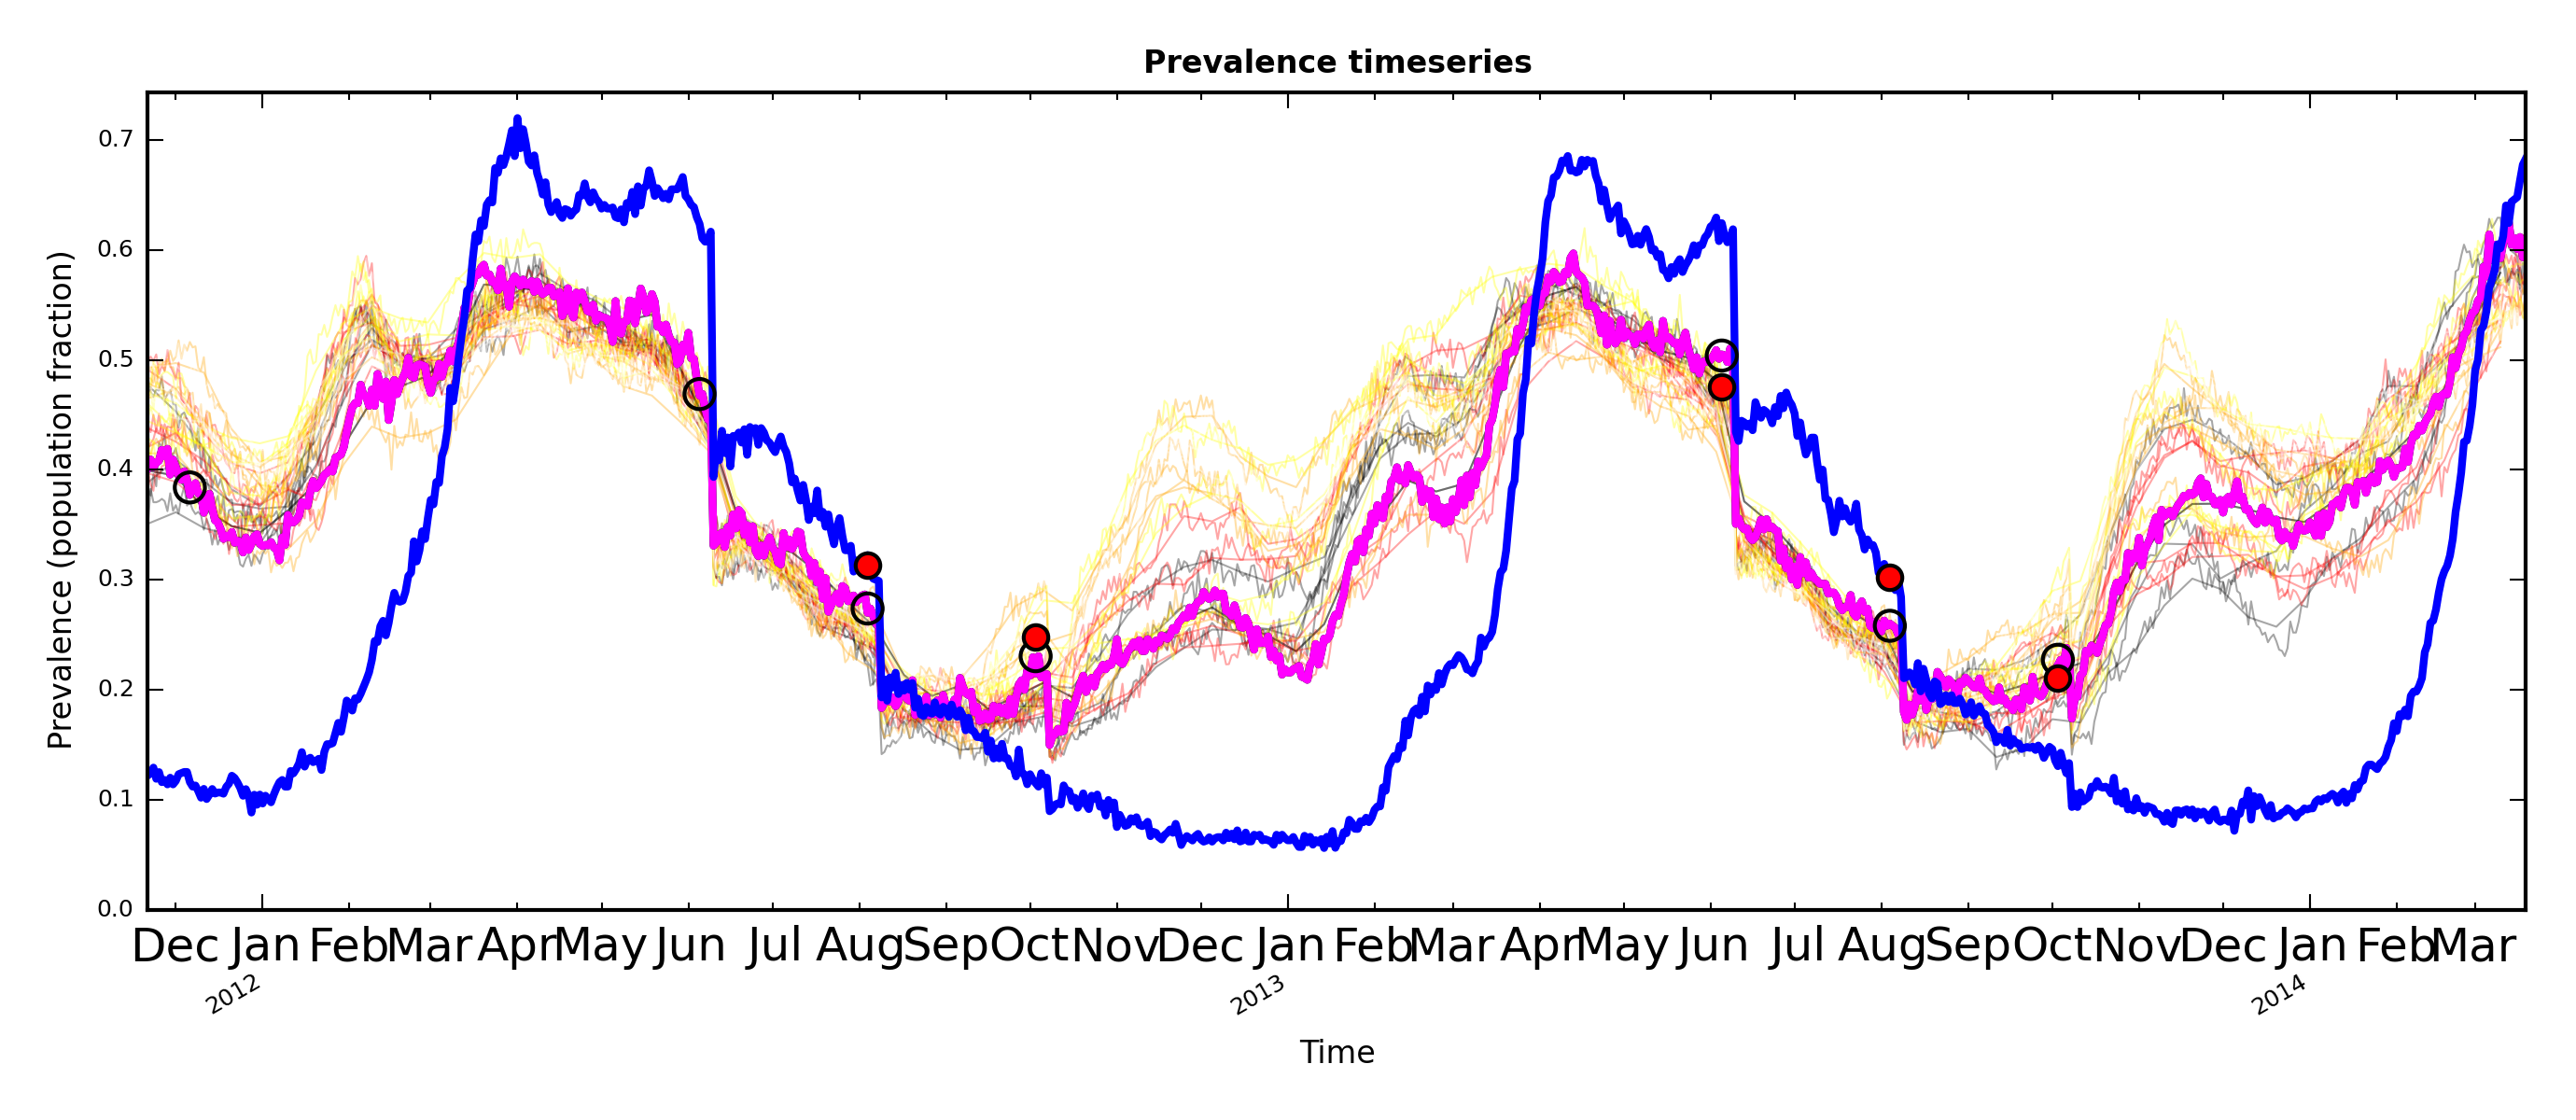 Prevalence timeseries
Prevalence (population fraction)
0.7
0.6
0.5
0.4
0.3
0.2
0.1
0.0
Dec Jan Feb Mar Apr May Jun Jul Aug Sep Oct Nov Dec Jan Feb Mar Apr May Jun Jul Aug Sep Oct Nov Dec Jan Feb Mar
2012 2013 2014
Time